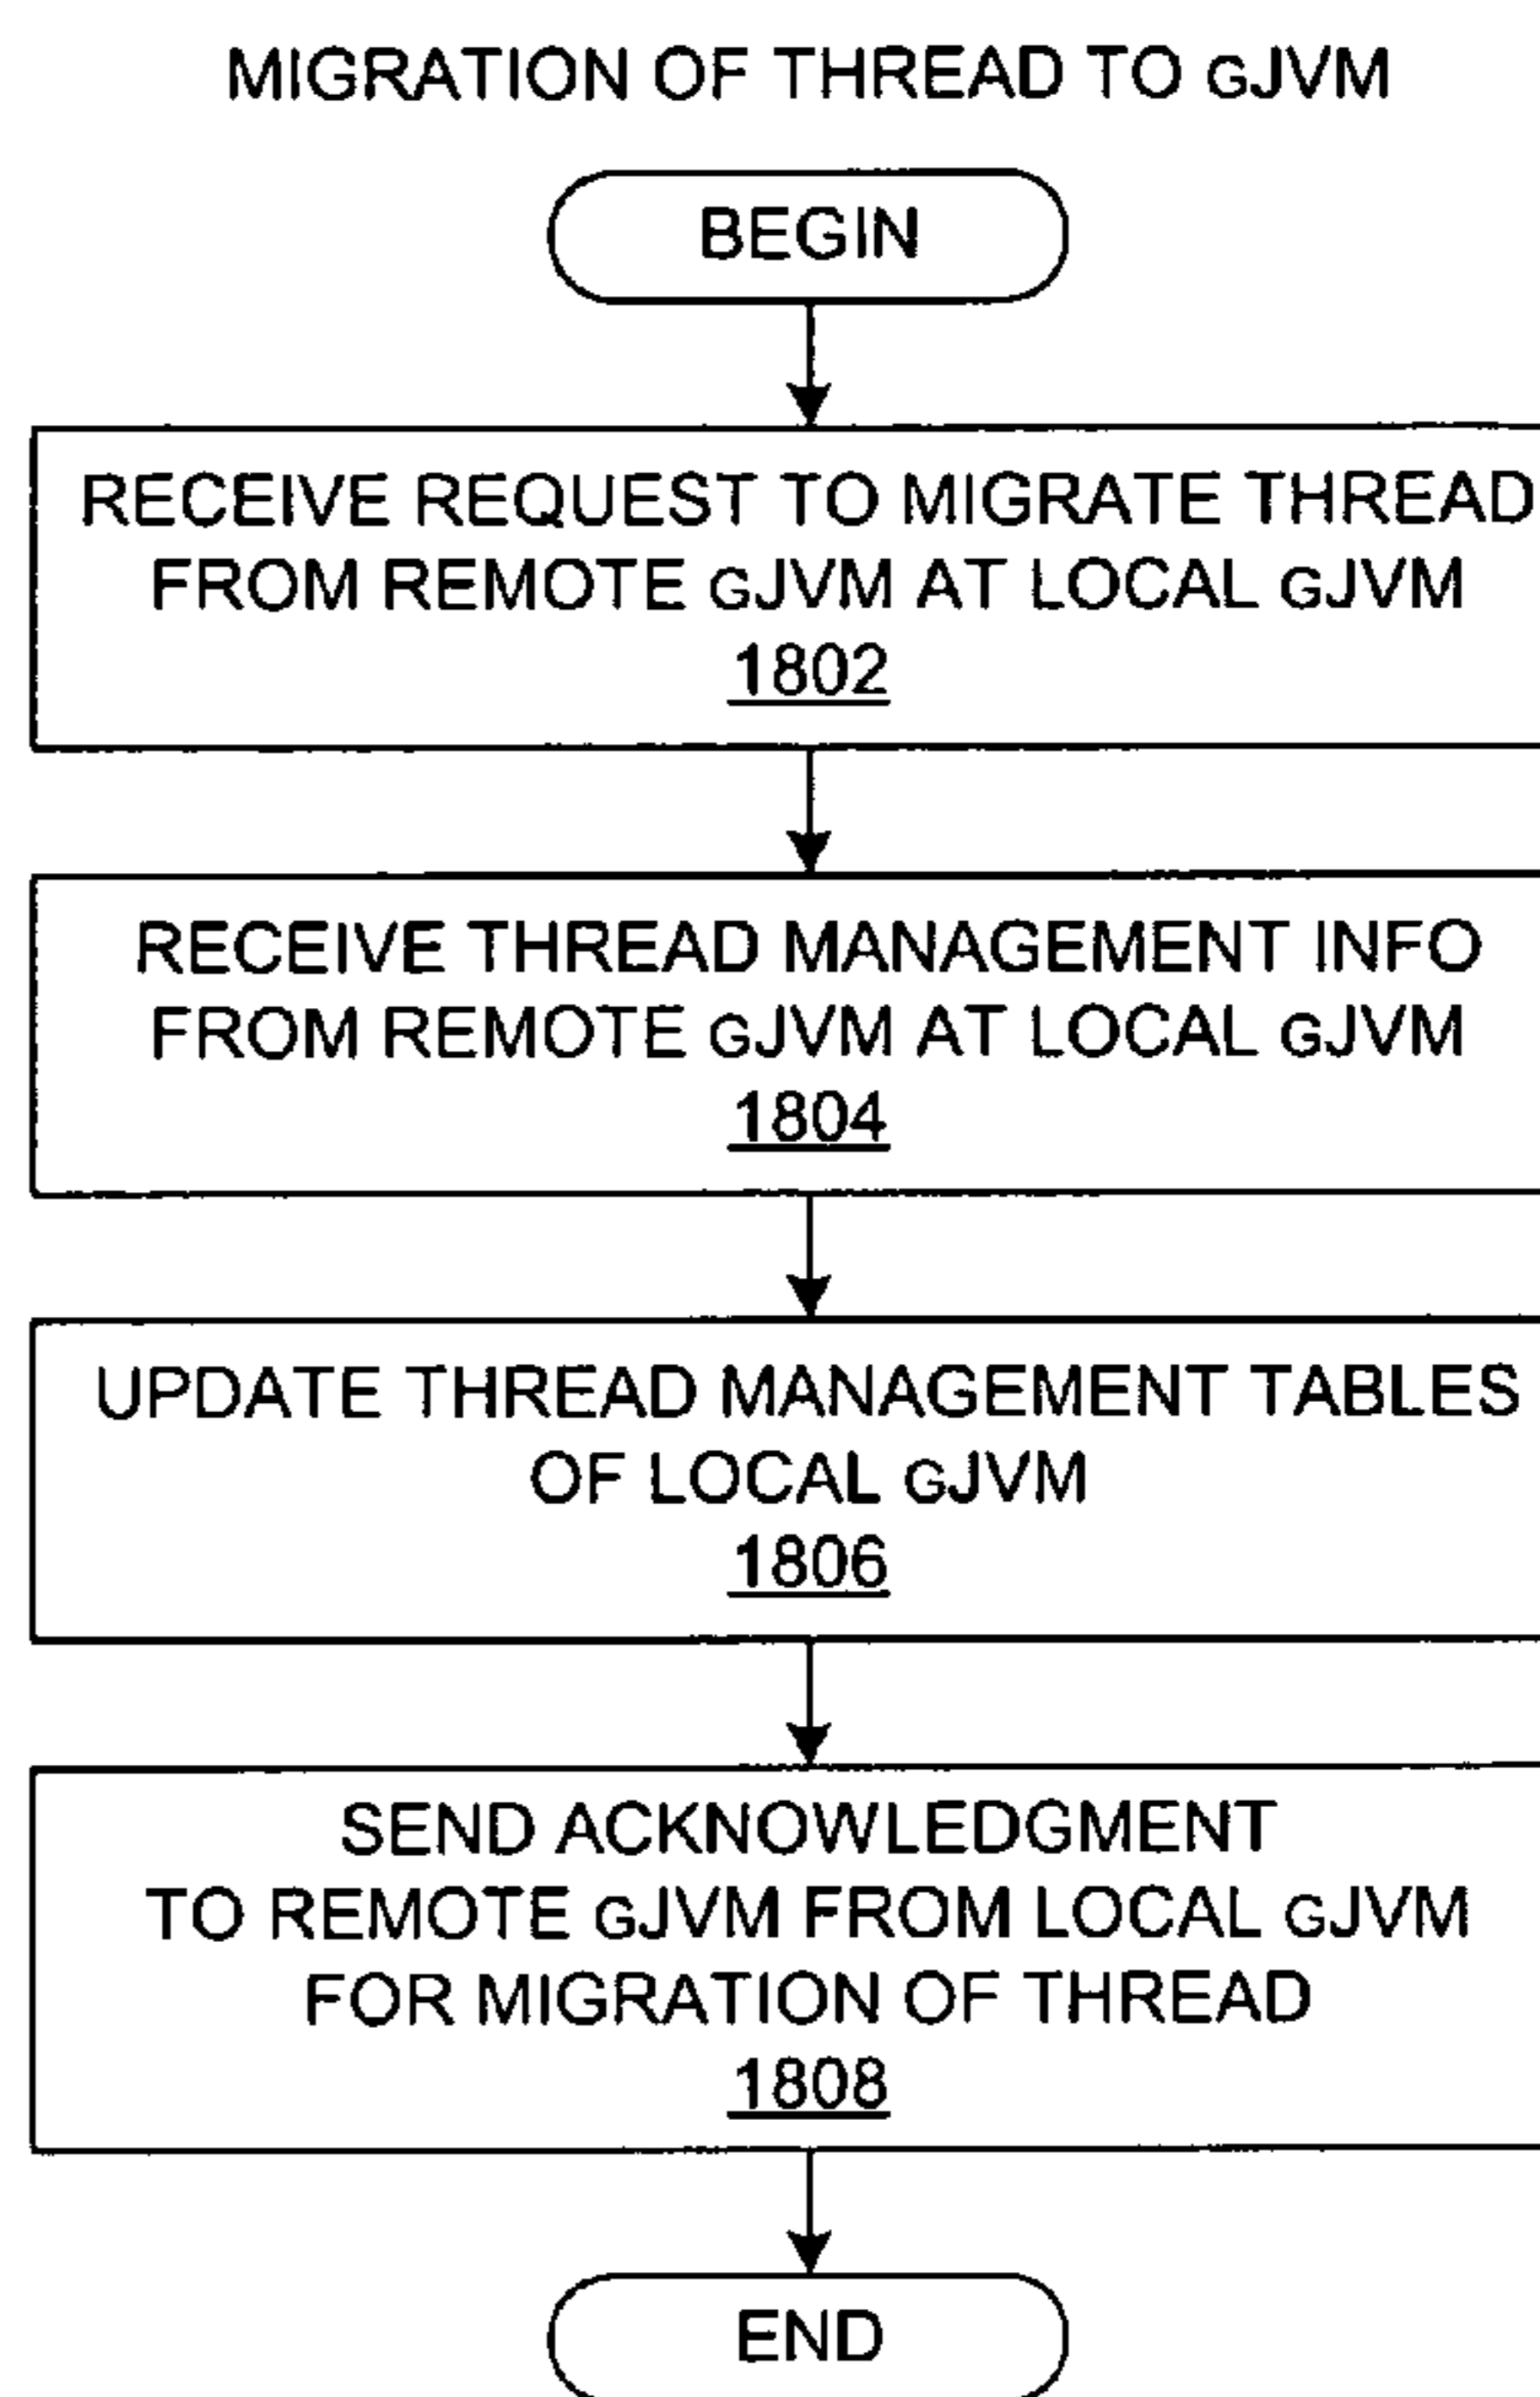 MIGRATION OF THREAD TO GJVM
BEGIN
RECEIVE REQUEST TO MIGRATE THREAD
FROM REMOTE GJVM AT LOCAL GJVM
1802
RECEIVE THREAD MANAGEMENT INFO
FROM REMOTE GJVM AT LOCAL GJVM
1804
UPDATE THREAD MANAGEMENT TABLES
OF LOCAL GJVM
1806
SEND ACKNOWLEDGMENT
TO REMOTE GJVM FROM LOCAL GJVM
FOR MIGRATION OF THREAD
1808
END